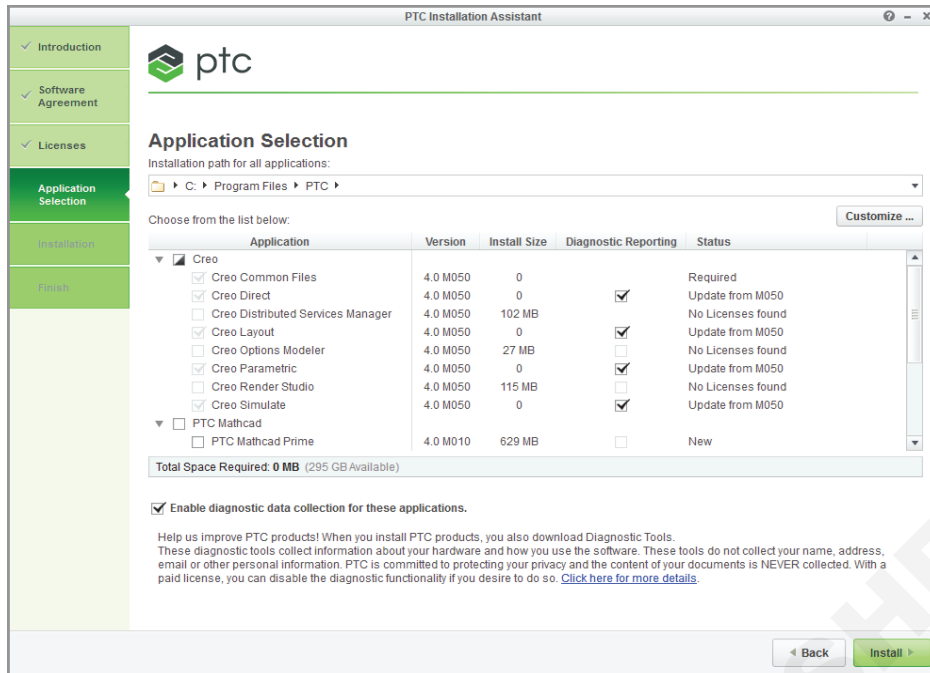 PTC Installation Assistant
Introduction
Software
Agreement
Licenses
Application
Selection
Installation
Finish
ptc
Application Selection
Installation path for all applications:
C: Program Files PTC
Choose from the list below:
Customize ...
Application Version Install Size Diagnostic Reporting Status
Creo
Creo Common Files 4.0 M050 0 Required
Creo Direct 4.0 M050 0 Update from M050
Creo Distributed Services Manager 4.0 M050 102 MB No Licenses found
Creo Layout 4.0 M050 0 Update from M050
Creo Options Modeler 4.0 M050 27 MB No Licenses found
Creo Parametric 4.0 M050 0 Update from M050
Creo Render Studio 4.0 M050 115 MB No Licenses found
Creo Simulate 4.0 M050 0 Update from M050
PTC Mathcad
PTC Mathcad Prime 4.0 M010 629 MB New
Total Space Required: 0 MB (295 GB Available)
Enable diagnostic data collection for these applications.
Help us improve PTC products! When you install PTC products, you also download Diagnostic Tools.
These diagnostic tools collect information about your hardware and how you use the software. These tools do not collect your name, address,
email or other personal information. PTC is committed to protecting your privacy and the content of your documents is NEVER collected. With a
paid license, you can disable the diagnostic functionality if you desire to do so. Click here for more details.
Back
Install